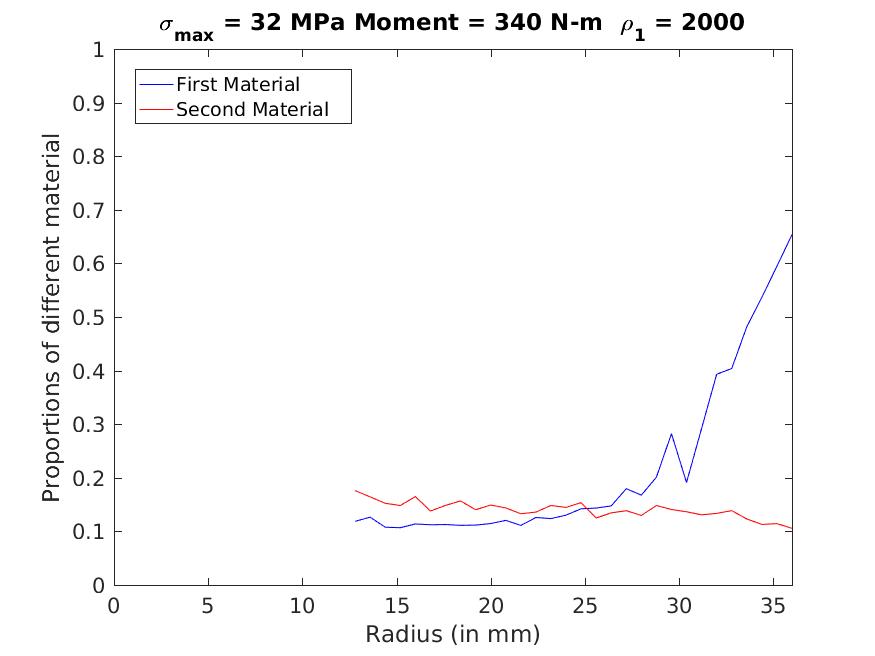 σmax = 32 MPa Moment = 340 N-m ρ1 = 2000
1
0.9
0.8
0.7
0.6
0.5
0.4
0.3
0.2
0.1
0
First Material
Second Material
Proportions of different material
0 5 10 15 20 25 30 35
Radius (in mm)